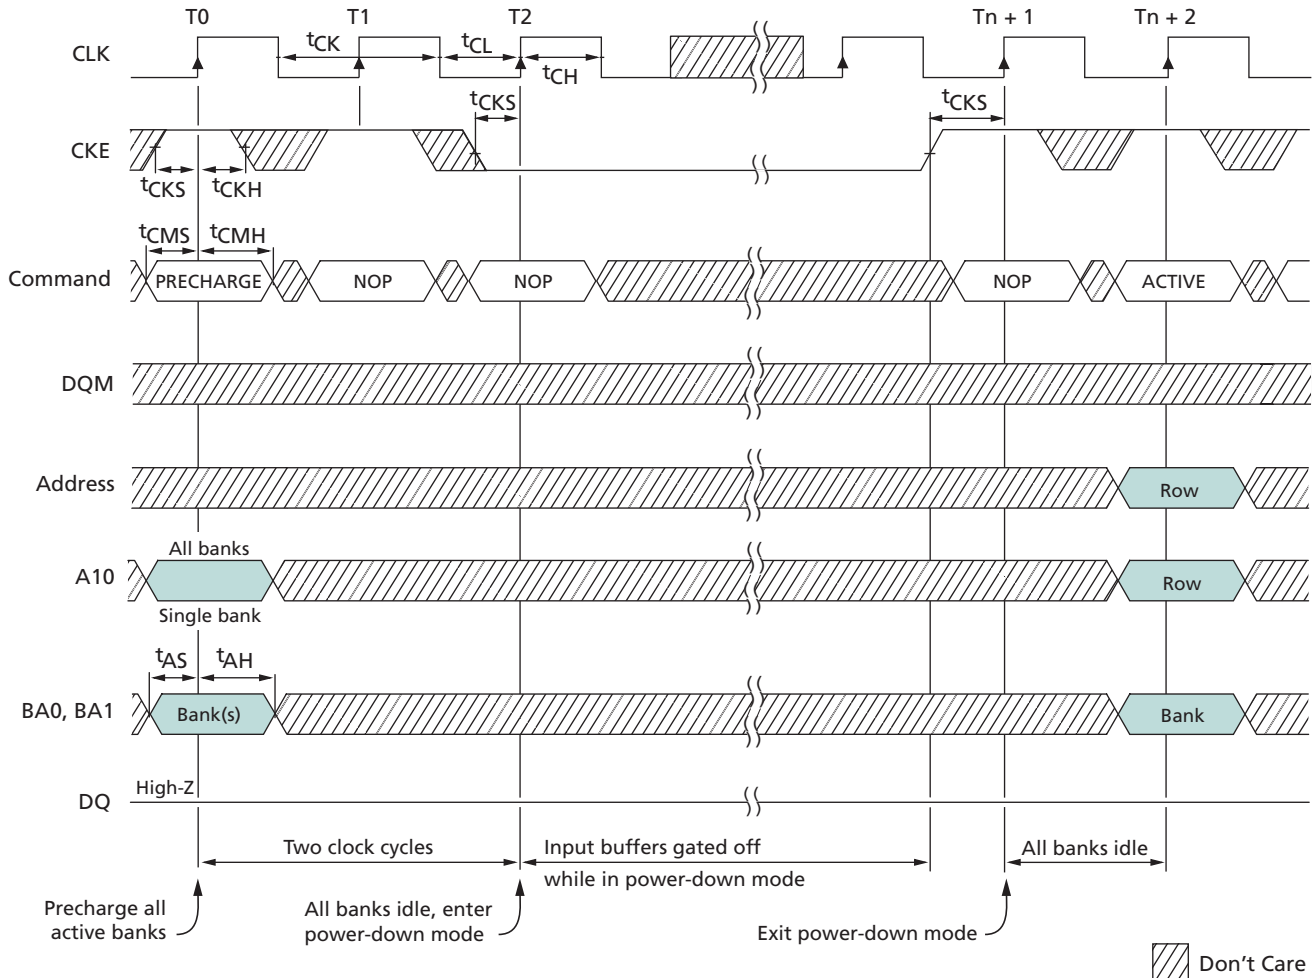 T0 T1 T2 Tn + 1 Tn + 2
CLK
tCK tCL
tCH
tCKS tCKS
CKE
tCKS tCKH
tCMS tCMH
Command PRECHARGE NOP NOP NOP ACTIVE
DQM
Address Row
All banks
A10 Row
Single bank
tAS tAH
BA0, BA1 Bank(s) Bank
High-Z
DQ
Two clock cycles
Input buffers gated off
while in power-down mode
All banks idle
Precharge all
active banks
All banks idle, enter
power-down mode
Exit power-down mode
Don't Care